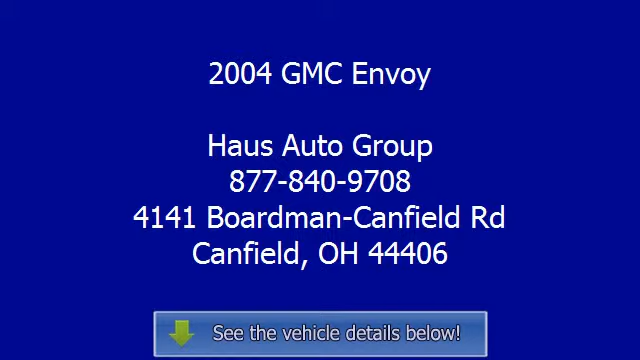 2004 GMC Envoy
Haus Auto Group
877-840-9708
4141 Boardman-Canfield Rd
Canfield, OH 44406
See the vehicle details below!